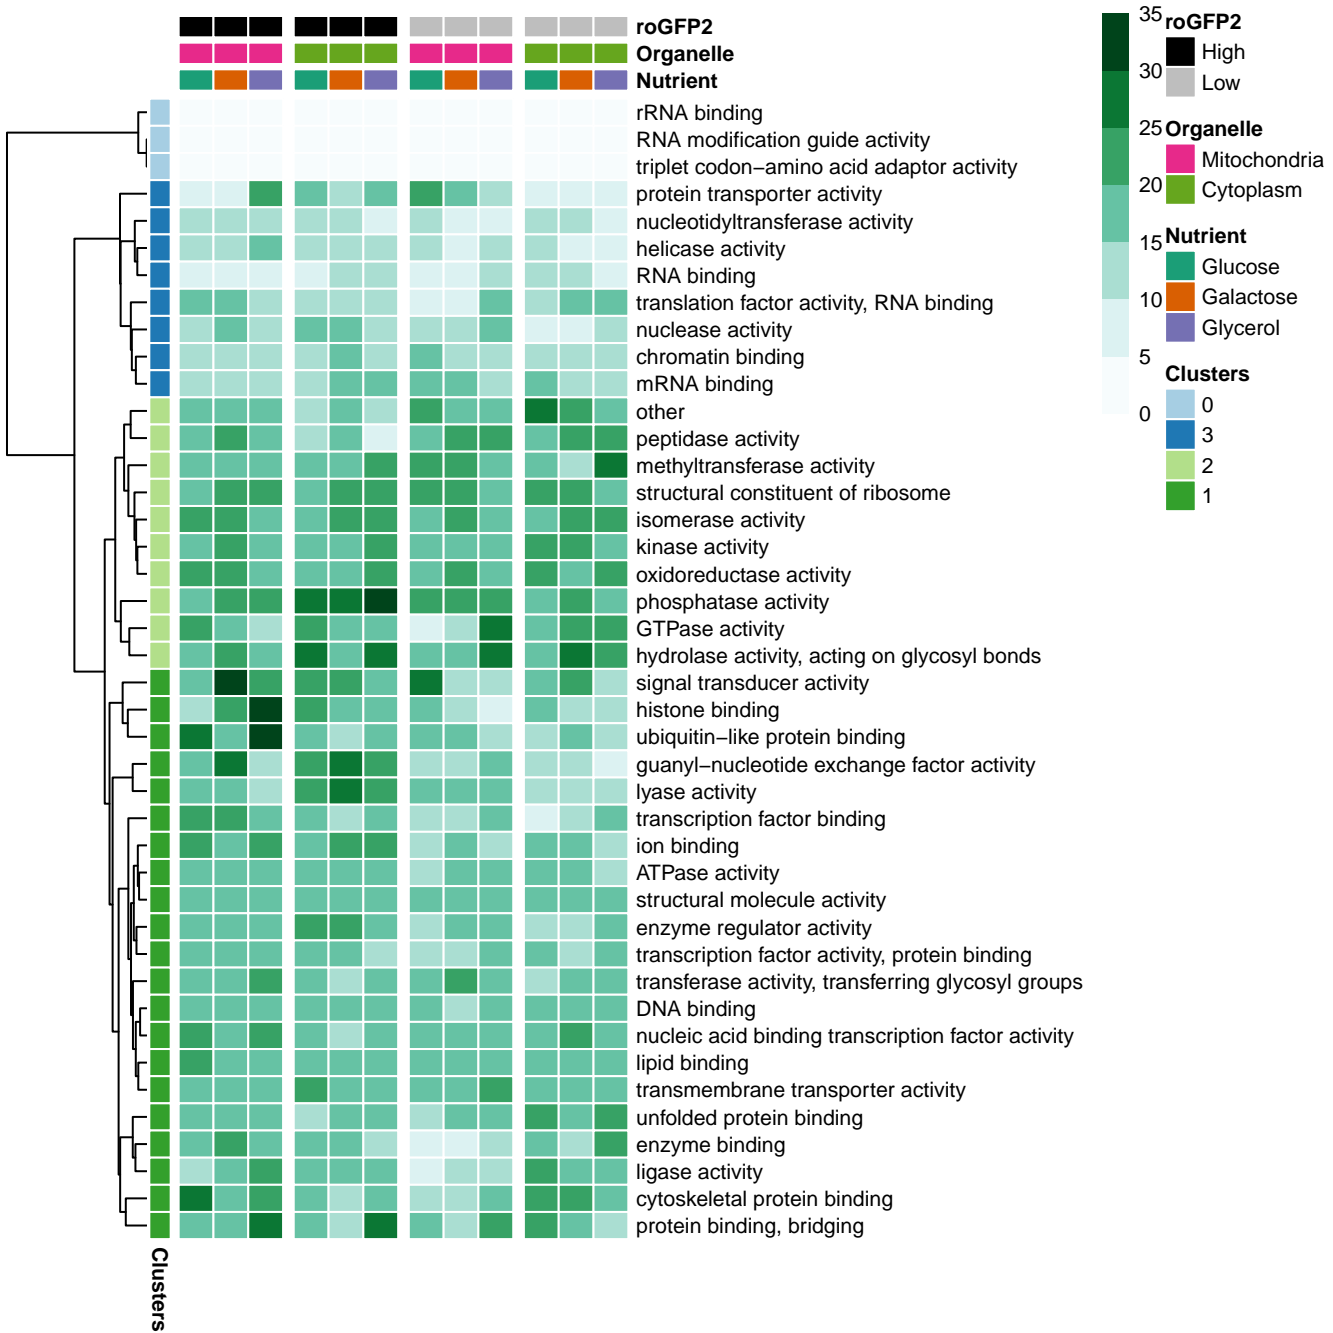 roGFP2
Organelle
Nutrient
rRNA binding
RNA modification guide activity
triplet codon−amino acid adaptor activity
protein transporter activity
nucleotidyltransferase activity
helicase activity
RNA binding
translation factor activity, RNA binding
nuclease activity
chromatin binding
mRNA binding
other
peptidase activity
methyltransferase activity
structural constituent of ribosome
isomerase activity
kinase activity
oxidoreductase activity
phosphatase activity
GTPase activity
hydrolase activity, acting on glycosyl bonds
signal transducer activity
histone binding
ubiquitin−like protein binding
guanyl−nucleotide exchange factor activity
lyase activity
transcription factor binding
ion binding
ATPase activity
structural molecule activity
enzyme regulator activity
transcription factor activity, protein binding
transferase activity, transferring glycosyl groups
DNA binding
nucleic acid binding transcription factor activity
lipid binding
transmembrane transporter activity
unfolded protein binding
enzyme binding
ligase activity
cytoskeletal protein binding
protein binding, bridging
Clusters
35
30
25
20
15
10
5
0
roGFP2
High
Low
Organelle
Mitochondria
Cytoplasm
Nutrient
Glucose
Galactose
Glycerol
Clusters
0
3
2
1